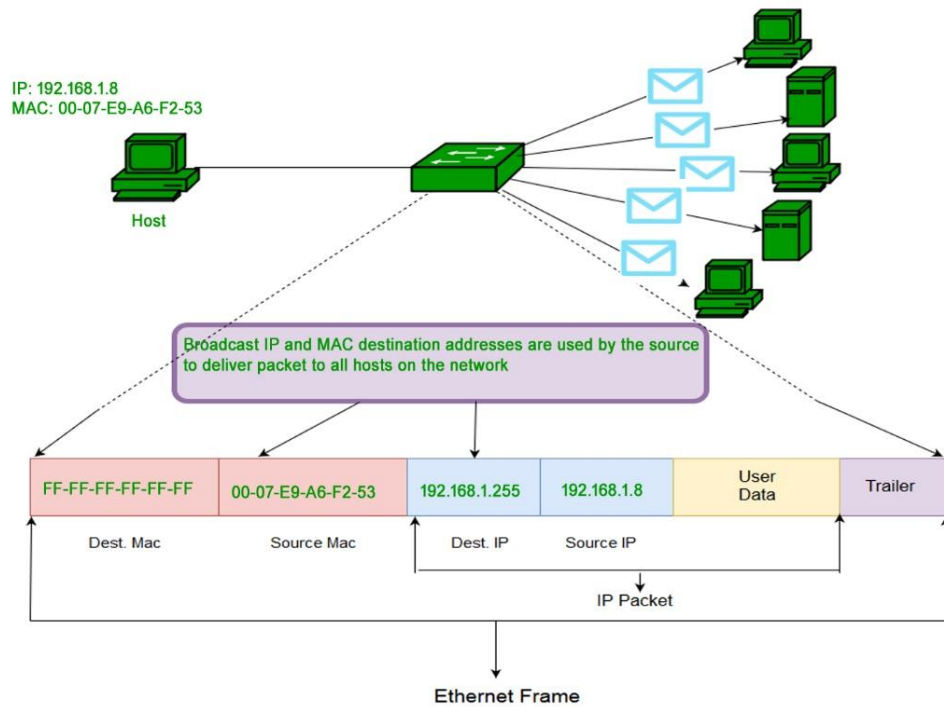 IP: 192.168.1.8
MAC: 00-07-E9-A6-F2-53
Host
Broadcast IP and MAC destination addresses are used by the source
to deliver packet to all hosts on the network
FF-FF-FF-FF-FF-FF
00-07-E9-A6-F2-53
192.168.1.255
192.168.1.8
User
Data
Trailer
Dest. Mac
Source Mac
Dest. IP
Source IP
IP Packet
Ethernet Frame